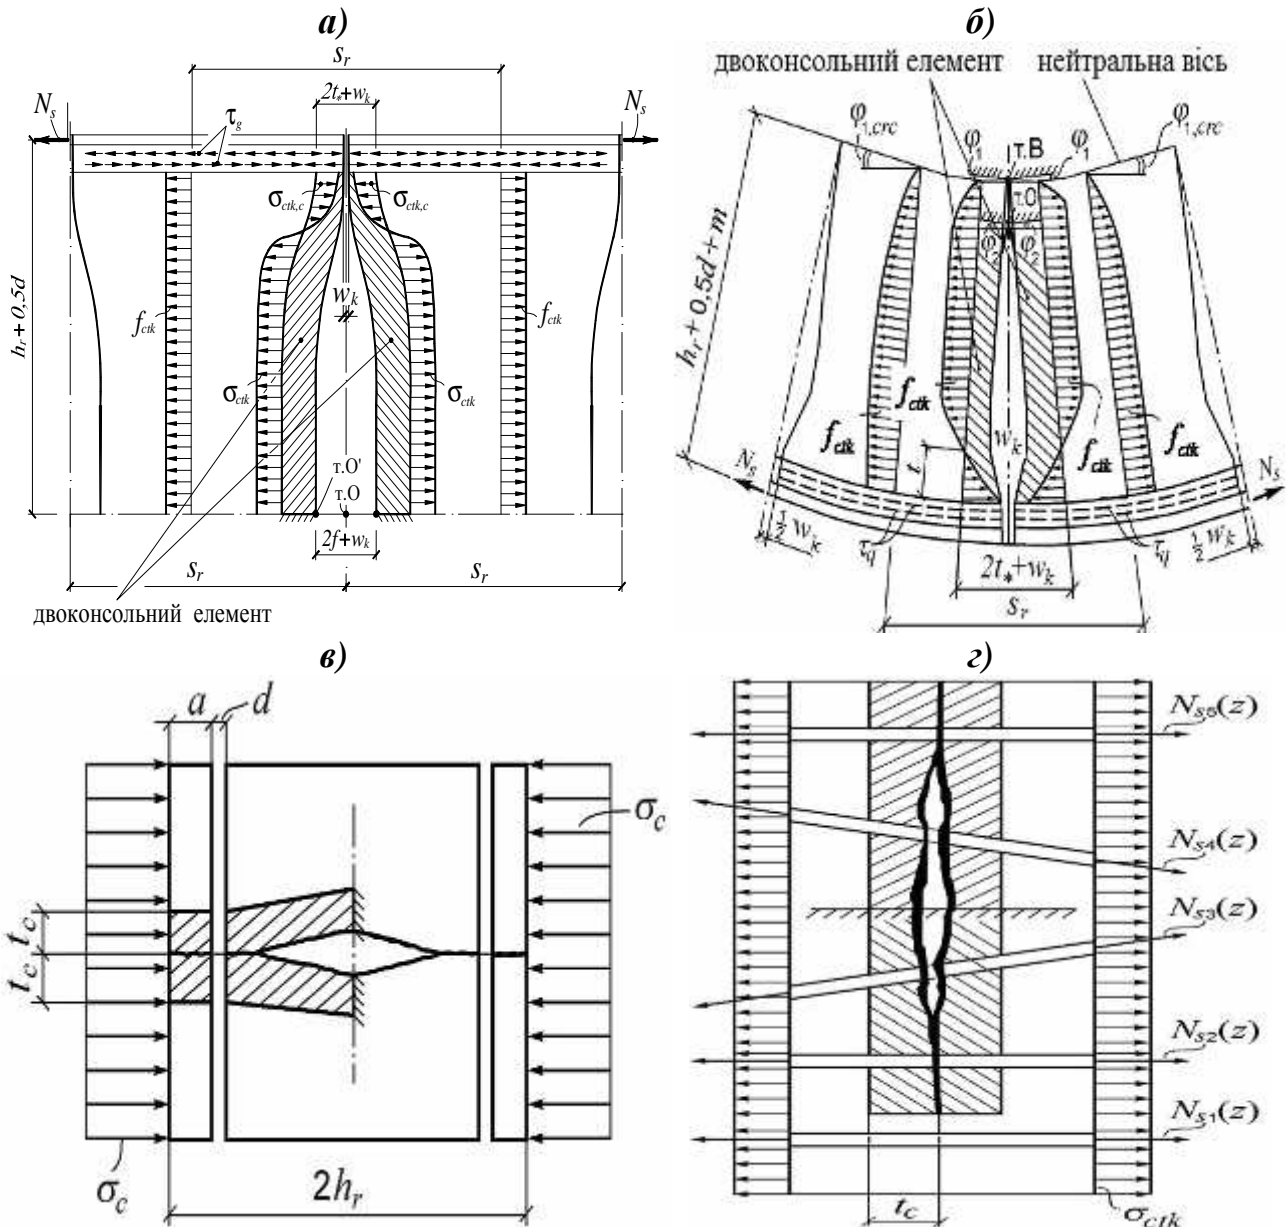 а)
s_r
2t_*+w_k
N_s
N_s
τ_g
σ_ctk,c
σ_ctk,c
h_r + 0,5d
w_k
f_ctk
f_ctk
σ_ctk
σ_ctk
т.О'
т.О
2f+w_k
s_r
s_r
двоконсольний елемент
б)
двоконсольний елемент
нейтральна вісь
φ_1,crc
φ_1
т.В
φ_1
φ_1,crc
т.О
φ_2
φ_2
h_r + 0,5d + m
f_ctk
f_ctk
f_ctk
f_ctk
w_k
t
N_s
N_s
½ w_k
τ_q
τ_q
½ w_k
2t_*+w_k
s_r
в)
a
d
σ_c
t_c
t_c
σ_c
2h_r
г)
N_s5(z)
N_s4(z)
N_s3(z)
N_s2(z)
N_s1(z)
t_c
σ_ctk